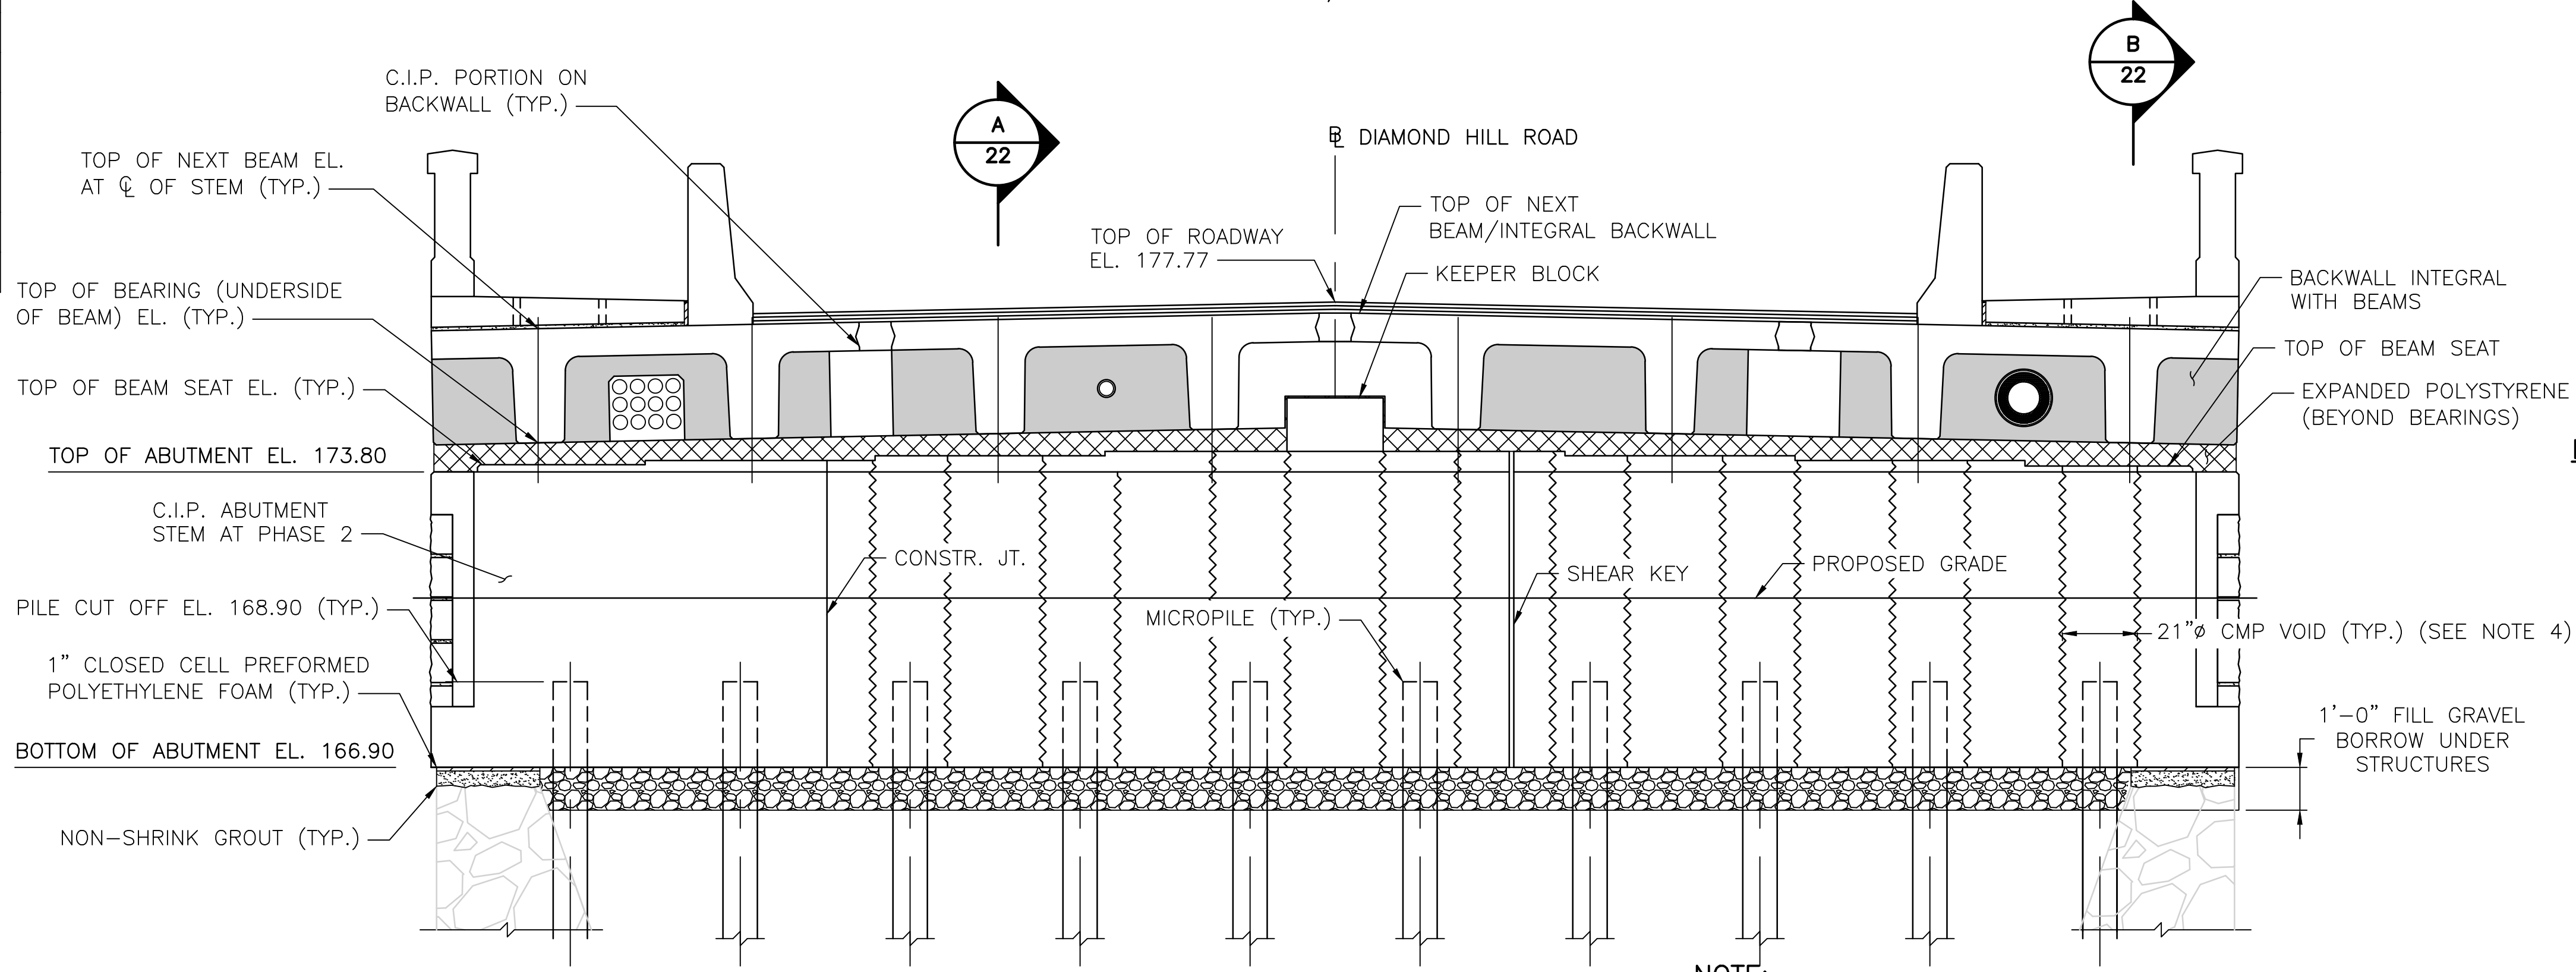 B
22
C.I.P. PORTION ON
BACKWALL (TYP.)
A
22
℄ DIAMOND HILL ROAD
TOP OF NEXT BEAM EL.
AT ℄ OF STEM (TYP.)
TOP OF NEXT
BEAM/INTEGRAL BACKWALL
TOP OF ROADWAY
EL. 177.77
KEEPER BLOCK
BACKWALL INTEGRAL
WITH BEAMS
TOP OF BEARING (UNDERSIDE
OF BEAM) EL. (TYP.)
TOP OF BEAM SEAT
TOP OF BEAM SEAT EL. (TYP.)
EXPANDED POLYSTYRENE
(BEYOND BEARINGS)
TOP OF ABUTMENT EL. 173.80
C.I.P. ABUTMENT
STEM AT PHASE 2
CONSTR. JT.
SHEAR KEY
PROPOSED GRADE
PILE CUT OFF EL. 168.90 (TYP.)
MICROPILE (TYP.)
21"ø CMP VOID (TYP.) (SEE NOTE 4)
1" CLOSED CELL PREFORMED
POLYETHYLENE FOAM (TYP.)
1'-0" FILL GRAVEL
BORROW UNDER
STRUCTURES
BOTTOM OF ABUTMENT EL. 166.90
NON-SHRINK GROUT (TYP.)
NOTE: